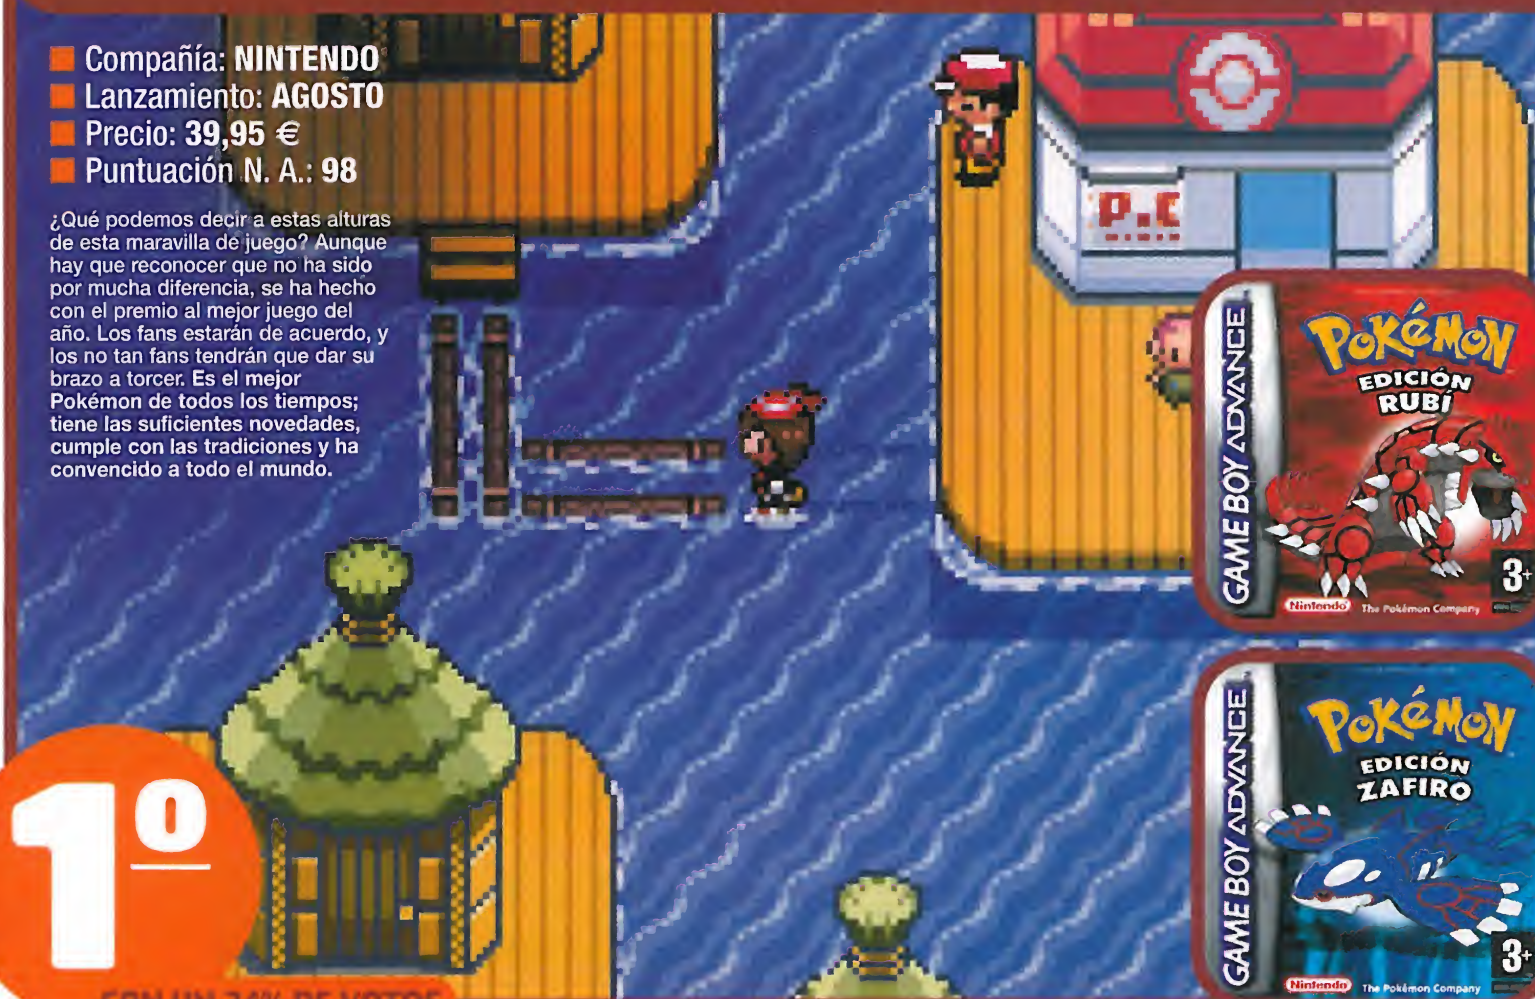 Compañía: NINTENDO
Lanzamiento: AGOSTO
Precio: 39,95 €
Puntuación N. A.: 98
¿Qué podemos decir a estas alturas
de esta maravilla de juego? Aunque
hay que reconocer que no ha sido
por mucha diferencia, se ha hecho
con el premio al mejor juego del
año. Los fans estarán de acuerdo, y
los no tan fans tendrán que dar su
brazo a torcer. Es el mejor
Pokémon de todos los tiempos;
tiene las suficientes novedades,
cumple con las tradiciones y ha
convencido a todo el mundo.
P.C
GAME BOY ADVANCE
POKéMON
EDICIÓN
RUBÍ
3+
Nintendo The Pokémon Company
GAME BOY ADVANCE
POKéMON
EDICIÓN
ZAFIRO
3+
Nintendo The Pokémon Company
1º